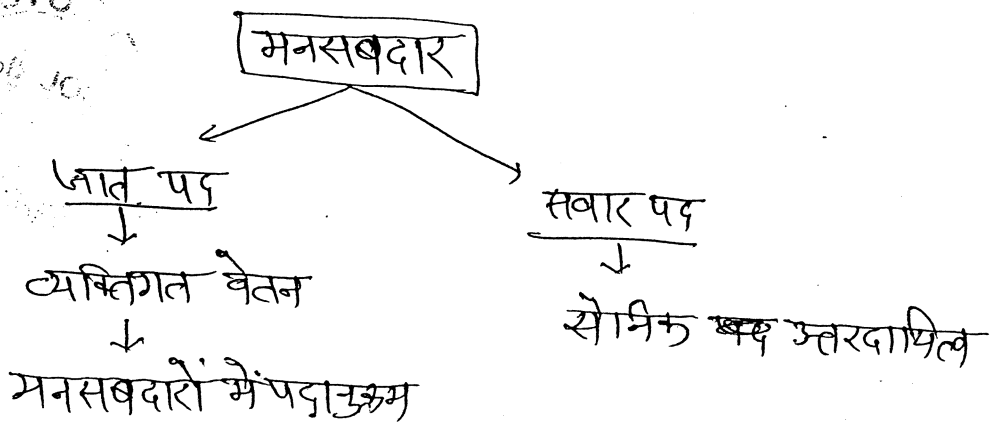 मनसबदार
जात पद
सवार पद
व्यक्तिगत वेतन
सैनिक उत्तरदायित्व
मनसबदारों में पदानुक्रम